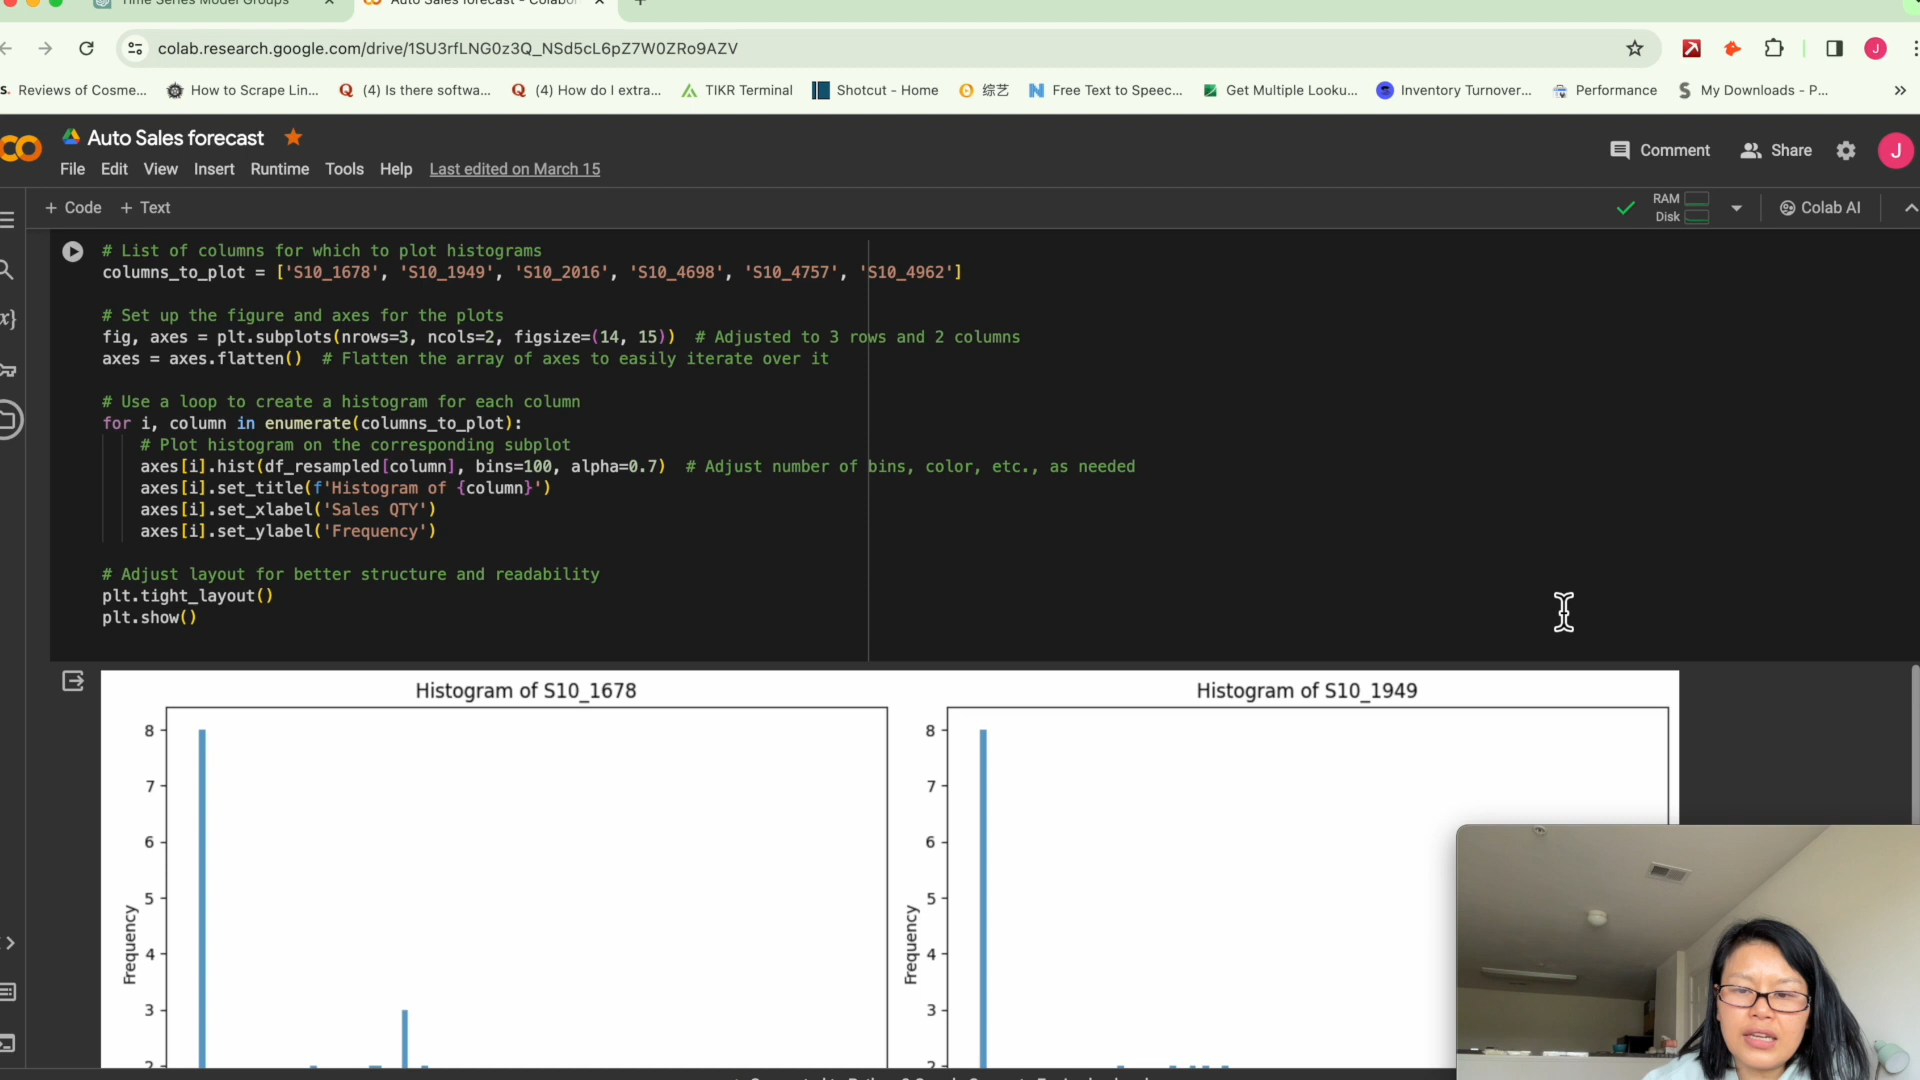 Time Series Model Groups
Auto Sales forecast - Colabo
colab.research.google.com/drive/1SU3rfLNG0z3Q_NSd5cL6pZ7W0ZRo9AZV
J
s. Reviews of Cosme...
How to Scrape Lin...
(4) Is there softwa...
(4) How do I extra...
TIKR Terminal
Shotcut - Home
综艺
Free Text to Speec...
Get Multiple Looku...
Inventory Turnover...
Performance
My Downloads - P...
Auto Sales forecast
File Edit View Insert Runtime Tools Help Last edited on March 15
Comment
Share
J
+ Code + Text
RAM
Disk
Colab AI
# List of columns for which to plot histograms
columns_to_plot = ['S10_1678', 'S10_1949', 'S10_2016', 'S10_4698', 'S10_4757', 'S10_4962']
# Set up the figure and axes for the plots
fig, axes = plt.subplots(nrows=3, ncols=2, figsize=(14, 15)) # Adjusted to 3 rows and 2 columns
axes = axes.flatten() # Flatten the array of axes to easily iterate over it
# Use a loop to create a histogram for each column
for i, column in enumerate(columns_to_plot):
# Plot histogram on the corresponding subplot
axes[i].hist(df_resampled[column], bins=100, alpha=0.7) # Adjust number of bins, color, etc., as needed
axes[i].set_title(f'Histogram of {column}')
axes[i].set_xlabel('Sales QTY')
axes[i].set_ylabel('Frequency')
# Adjust layout for better structure and readability
plt.tight_layout()
plt.show()
Histogram of S10_1678
8
7
6
5
4
3
2
Frequency
Histogram of S10_1949
8
7
6
5
4
3
2
Frequency